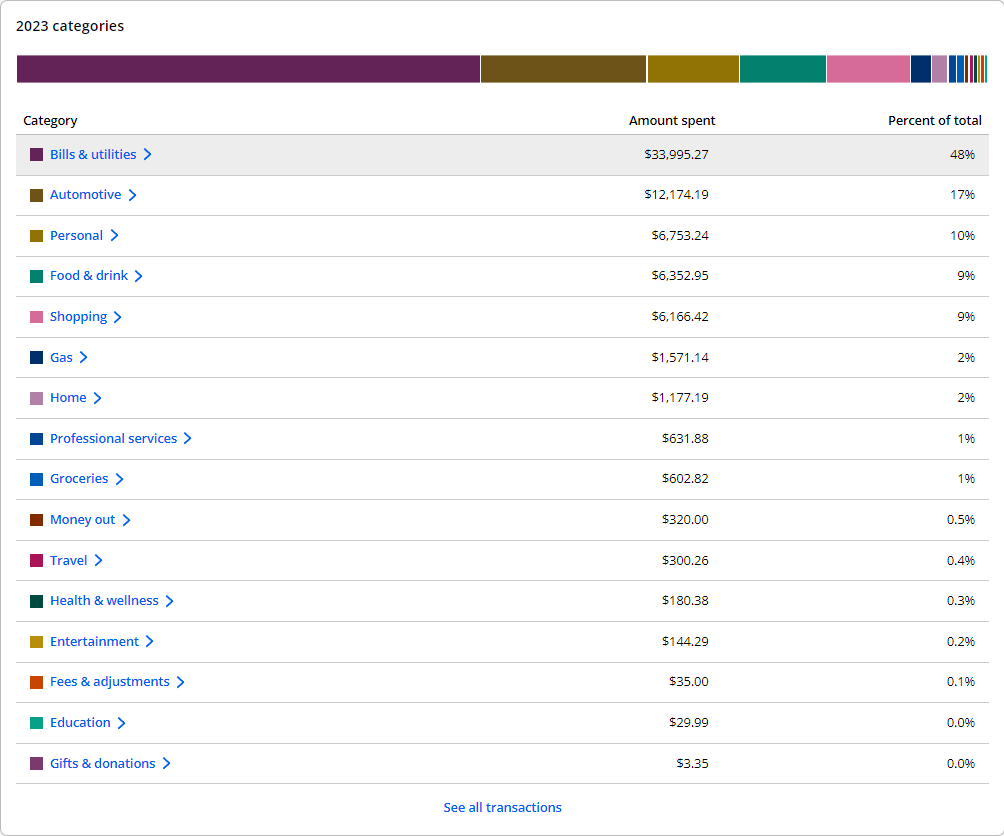 2023 categories
Category Amount spent Percent of total
Bills & utilities $33,995.27 48%
Automotive $12,174.19 17%
Personal $6,753.24 10%
Food & drink $6,352.95 9%
Shopping $6,166.42 9%
Gas $1,571.14 2%
Home $1,177.19 2%
Professional services $631.88 1%
Groceries $602.82 1%
Money out $320.00 0.5%
Travel $300.26 0.4%
Health & wellness $180.38 0.3%
Entertainment $144.29 0.2%
Fees & adjustments $35.00 0.1%
Education $29.99 0.0%
Gifts & donations $3.35 0.0%
See all transactions